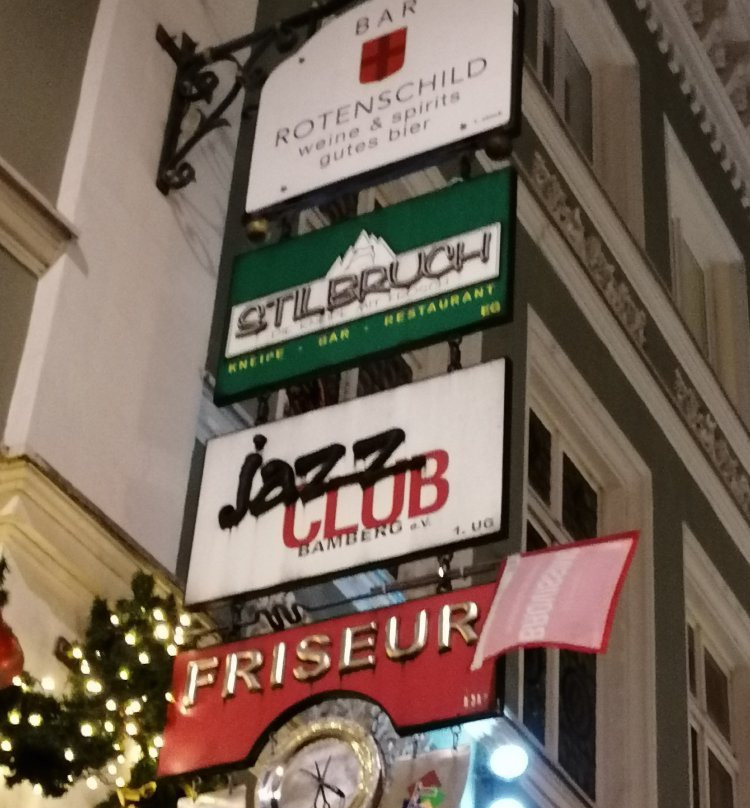 BAR
ROTENSCHILD
weine & spirits
gutes bier
STILBRUCH
KNEIPE · BAR · RESTAURANT
EG
jazz
CLUB
BAMBERG e.V.
1. UG
FRISEUR